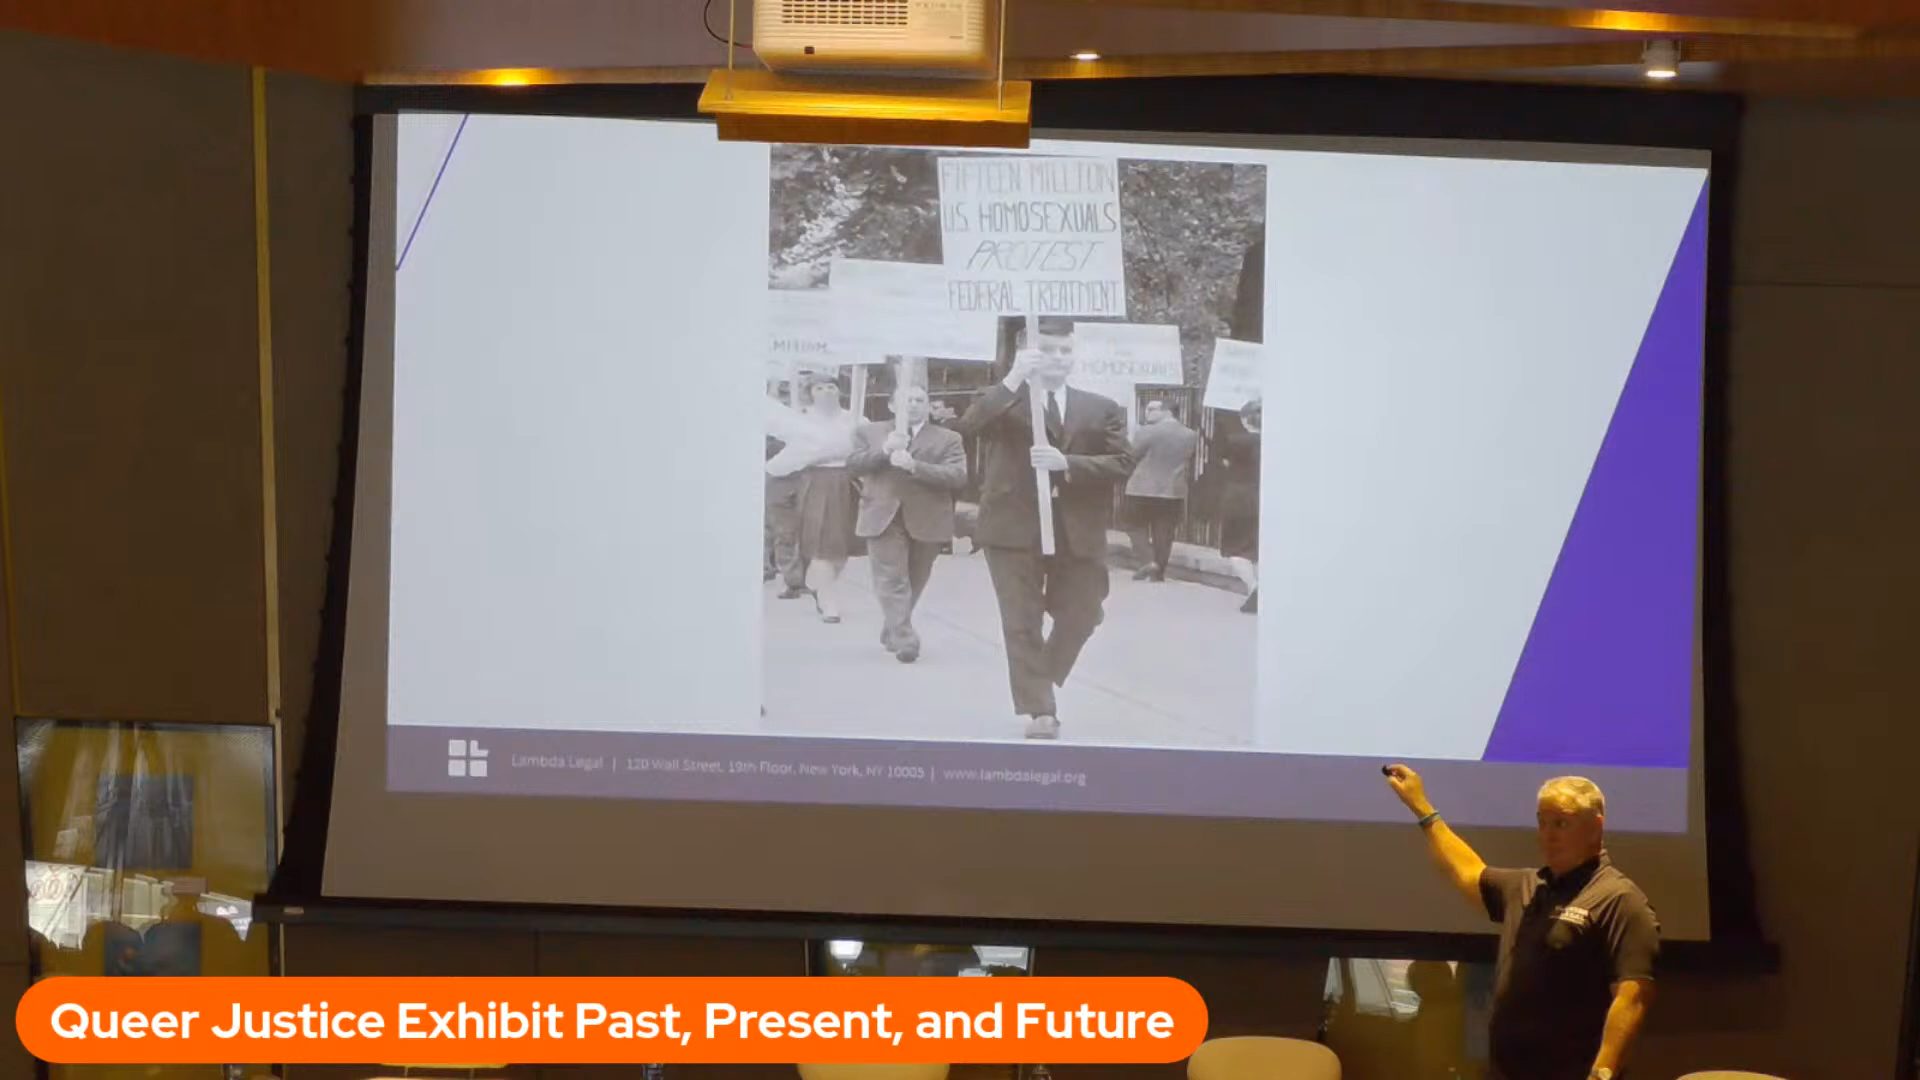 FIFTEEN MILLION
U.S. HOMOSEXUALS
PROTEST
FEDERAL TREATMENT
HOMOSEXUALS
Lambda Legal | 120 Wall Street, 19th Floor, New York, NY 10005 | www.lambdalegal.org
Queer Justice Exhibit Past, Present, and Future